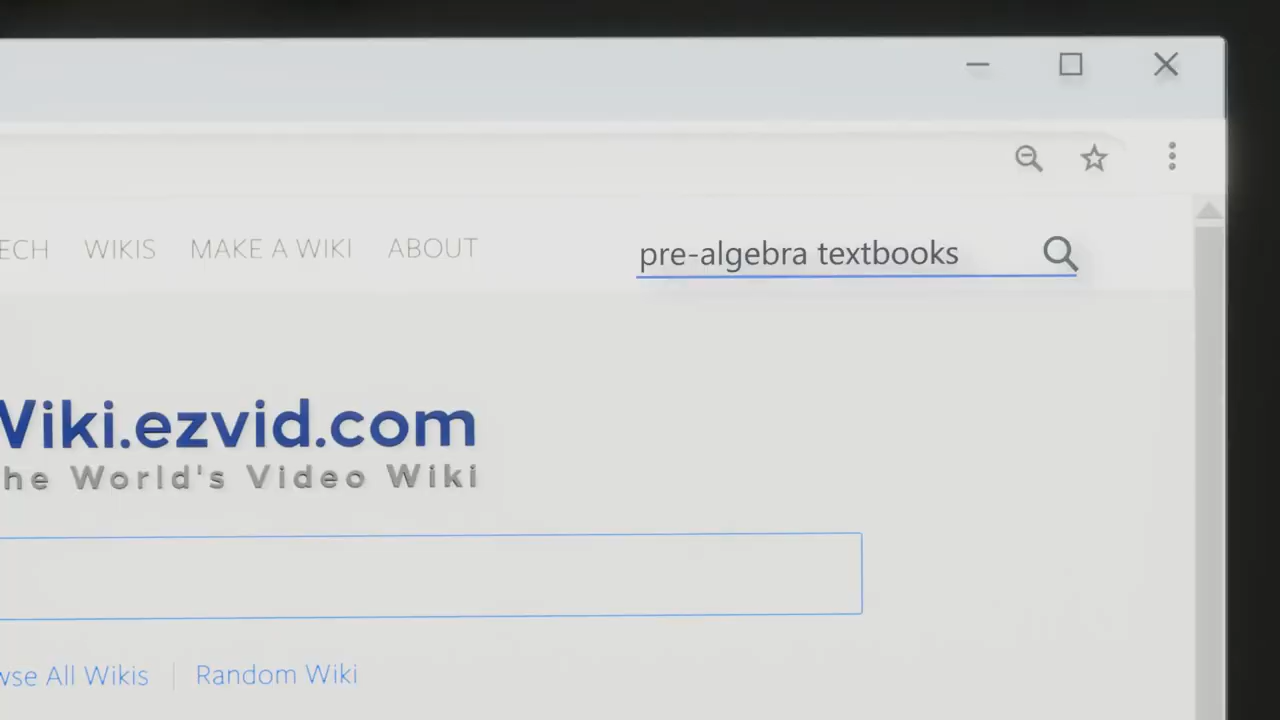 ECH WIKIS MAKE A WIKI ABOUT
pre-algebra textbooks
Wiki.ezvid.com
he World's Video Wiki
wse All Wikis | Random Wiki